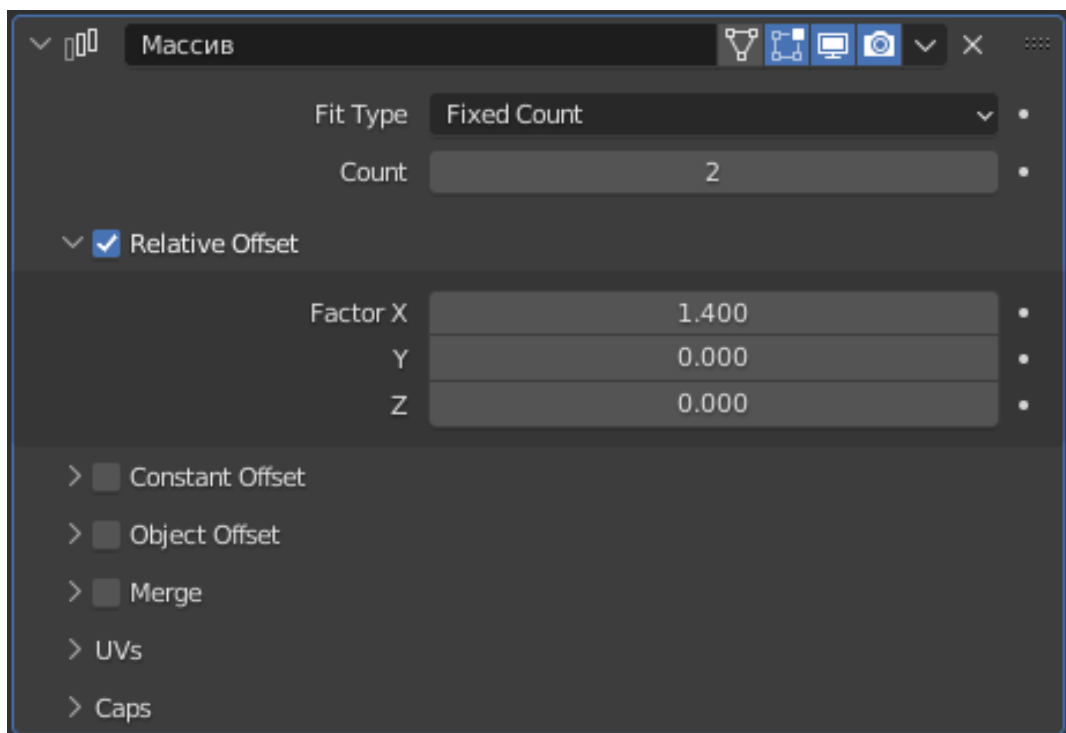 Массив
Fit Type Fixed Count
Count 2
Relative Offset
Factor X 1.400
Y 0.000
Z 0.000
Constant Offset
Object Offset
Merge
UVs
Caps